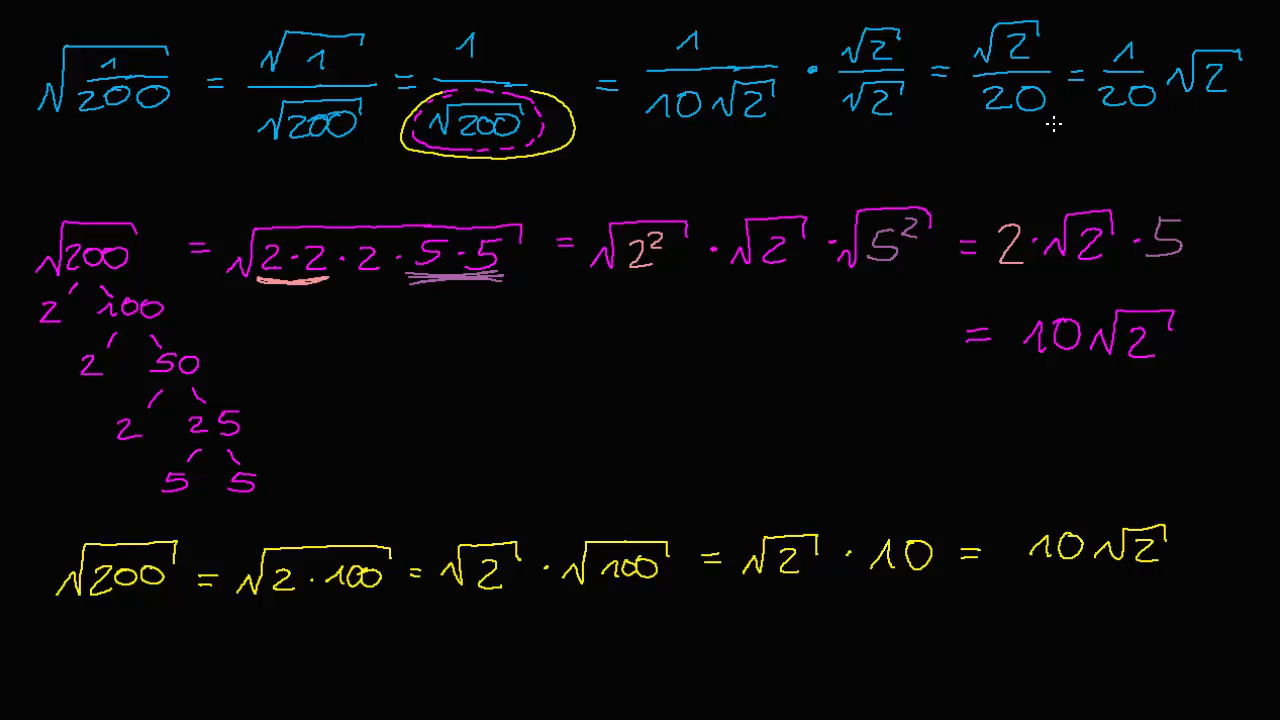 √(1/200) = √1/√200 = 1/√200 = 1/(10√2) · √2/√2 = √2/20 = 1/20 √2
√200 = √(2·2·2·5·5) = √(2²) · √2 · √(5²) = 2·√2·5
2 100
= 10√2
2 50
2 25
5 5
√200 = √(2·100) = √2 · √100 = √2 · 10 = 10√2